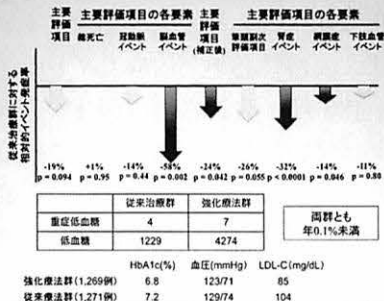 主要評価項目
主要評価項目の各要素
主要評価項目(補正後)
主要評価項目の各要素
総死亡
冠動脈イベント
脳血管イベント
副次評価項目
腎症イベント
網膜症イベント
下肢血管イベント
従来治療群に対する
相対的イベント発症率
-19% +1% -14% -58% -24% -26% -32% -14% -11%
p = 0.094 p = 0.95 p = 0.44 p = 0.002 p = 0.042 p = 0.055 p < 0.0001 p = 0.046 p = 0.80
従来治療群 強化療法群
重症低血糖 4 7
低血糖 1229 4274
両群とも
年0.1%未満
HbA1c(%) 血圧(mmHg) LDL-C(mg/dL)
強化療法群(1,269例) 6.8 123/71 85
従来療法群(1,271例) 7.2 129/74 104